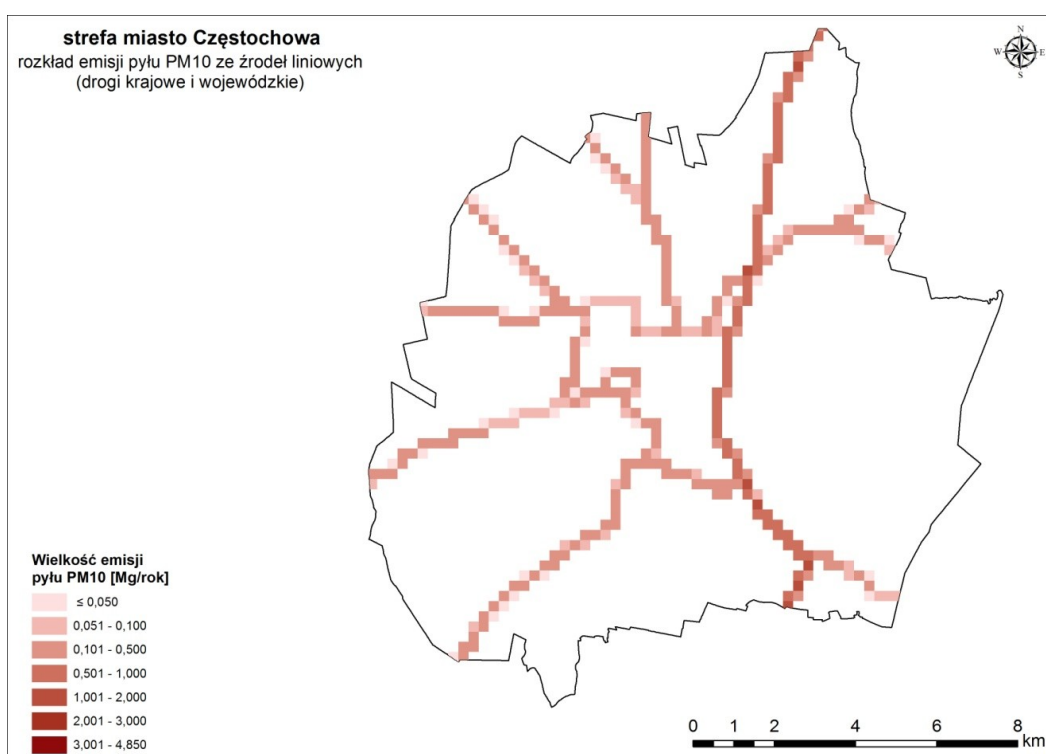 strefa miasto Częstochowa
rozkład emisji pyłu PM10 ze źrodeł liniowych
(drogi krajowe i wojewódzkie)
N
W E
S
Wielkość emisji
pyłu PM10 [Mg/rok]
≤ 0,050
0,051 - 0,100
0,101 - 0,500
0,501 - 1,000
1,001 - 2,000
2,001 - 3,000
3,001 - 4,850
0 1 2 4 6 8
km